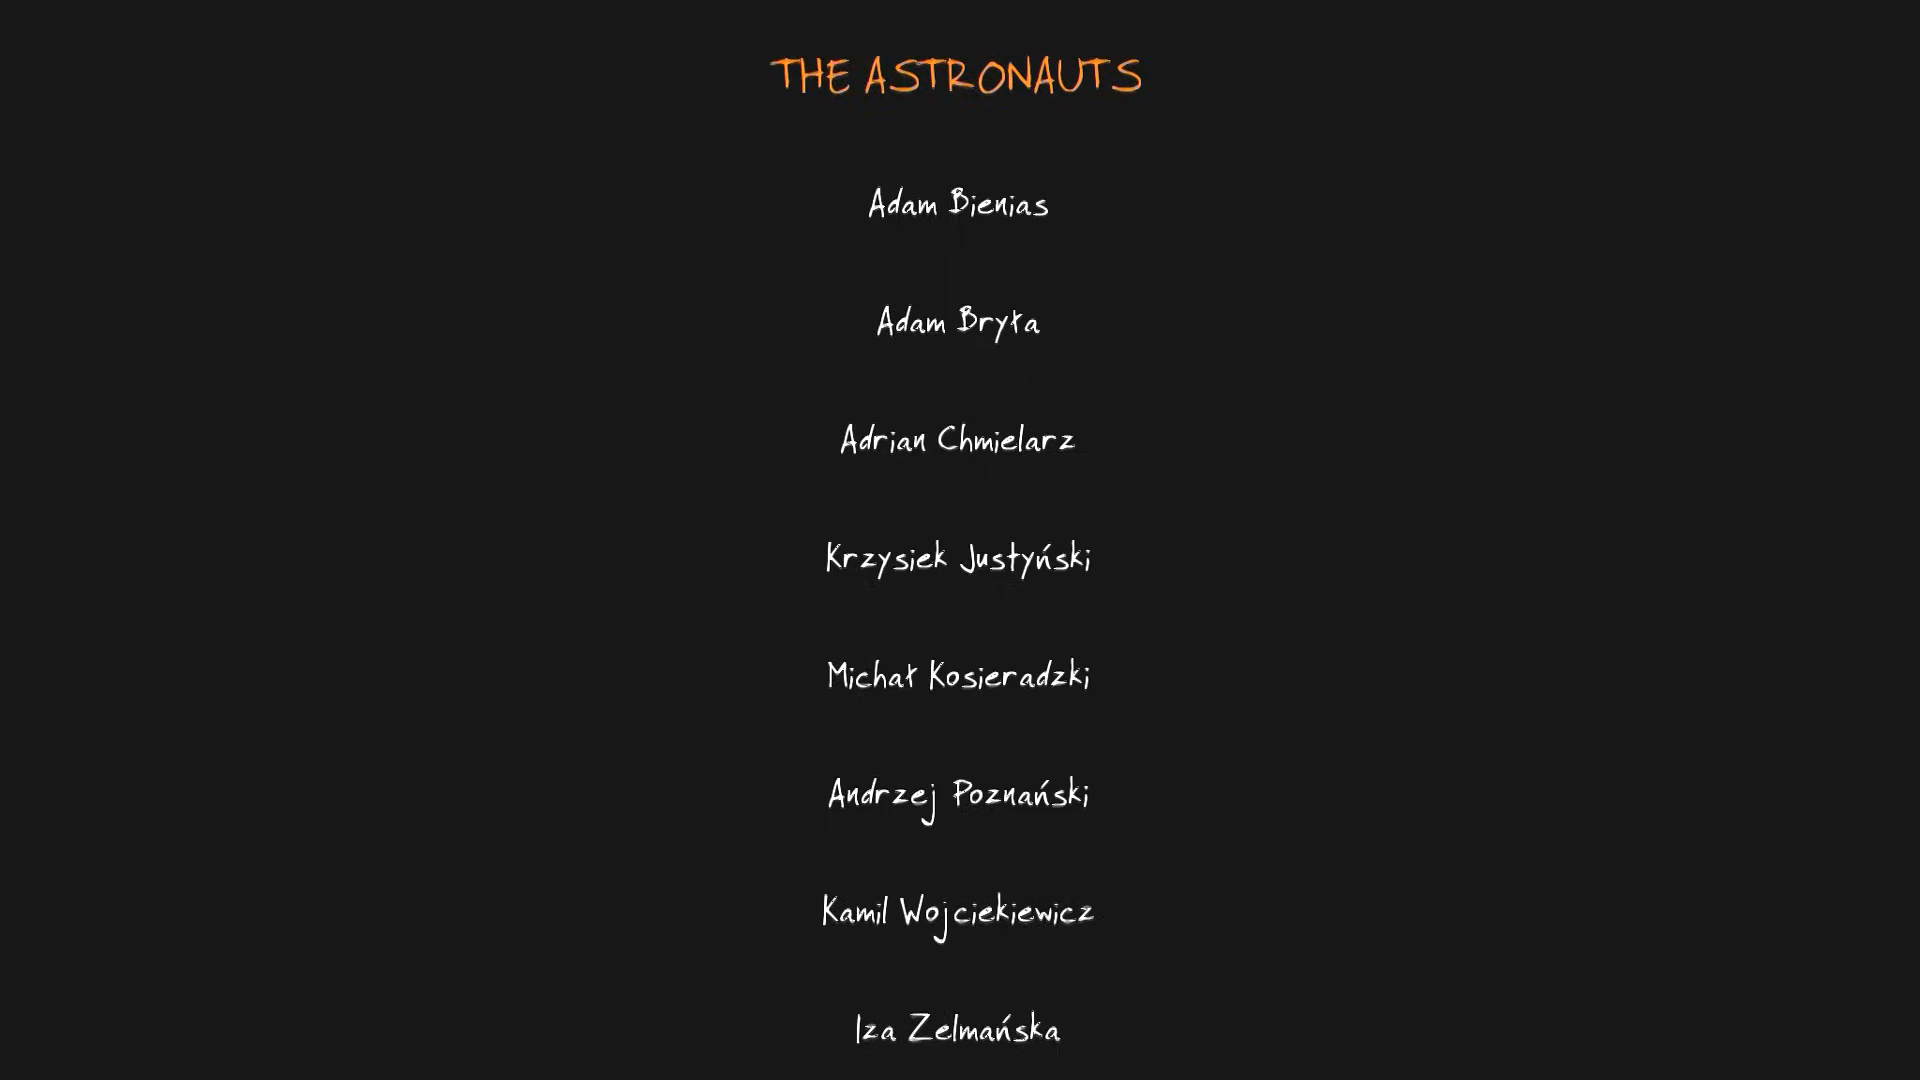 THE ASTRONAUTS
Adam Bienias
Adam Bryła
Adrian Chmielarz
Krzysiek Justyński
Michał Kosieradzki
Andrzej Poznański
Kamil Wojciekiewicz
Iza Zelmańska